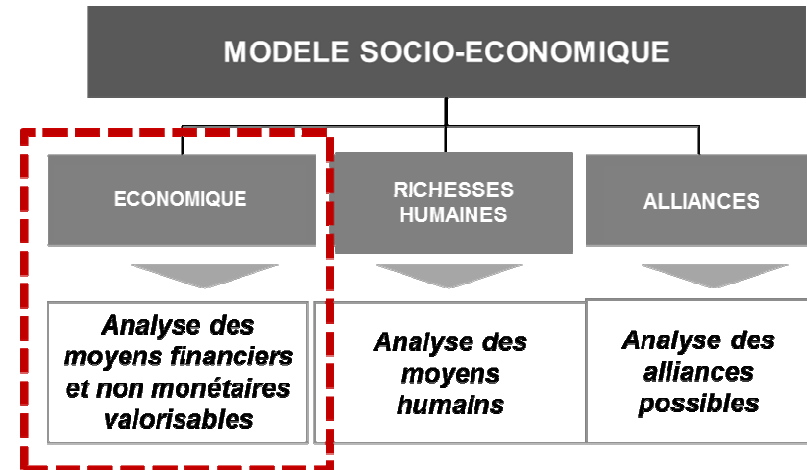 MODELE SOCIO-ECONOMIQUE
ECONOMIQUE
RICHESSES
HUMAINES
ALLIANCES
Analyse des
moyens financiers
et non monétaires
valorisables
Analyse des
moyens
humains
Analyse des
alliances
possibles